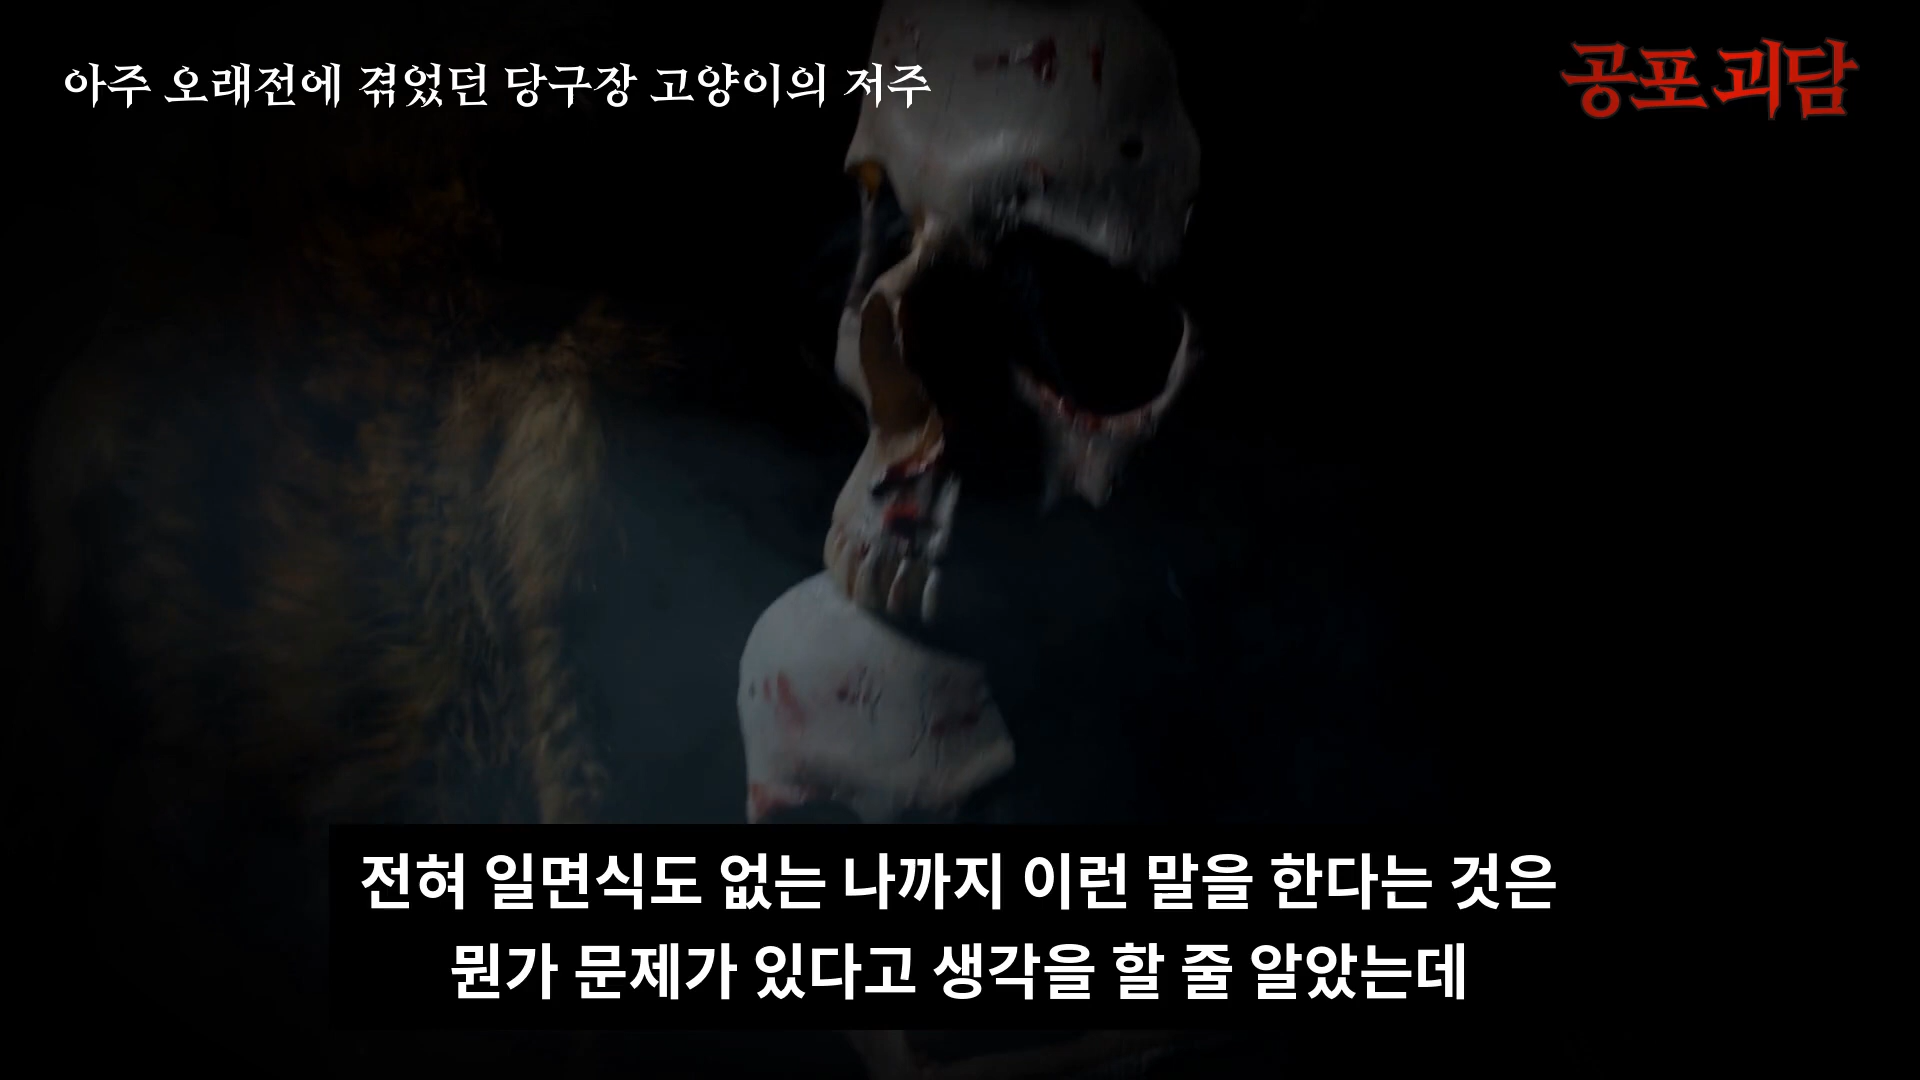 아주 오래전에 겪었던 당구장 고양이의 저주
공포 괴담
전혀 일면식도 없는 나까지 이런 말을 한다는 것은
뭔가 문제가 있다고 생각을 할 줄 알았는데